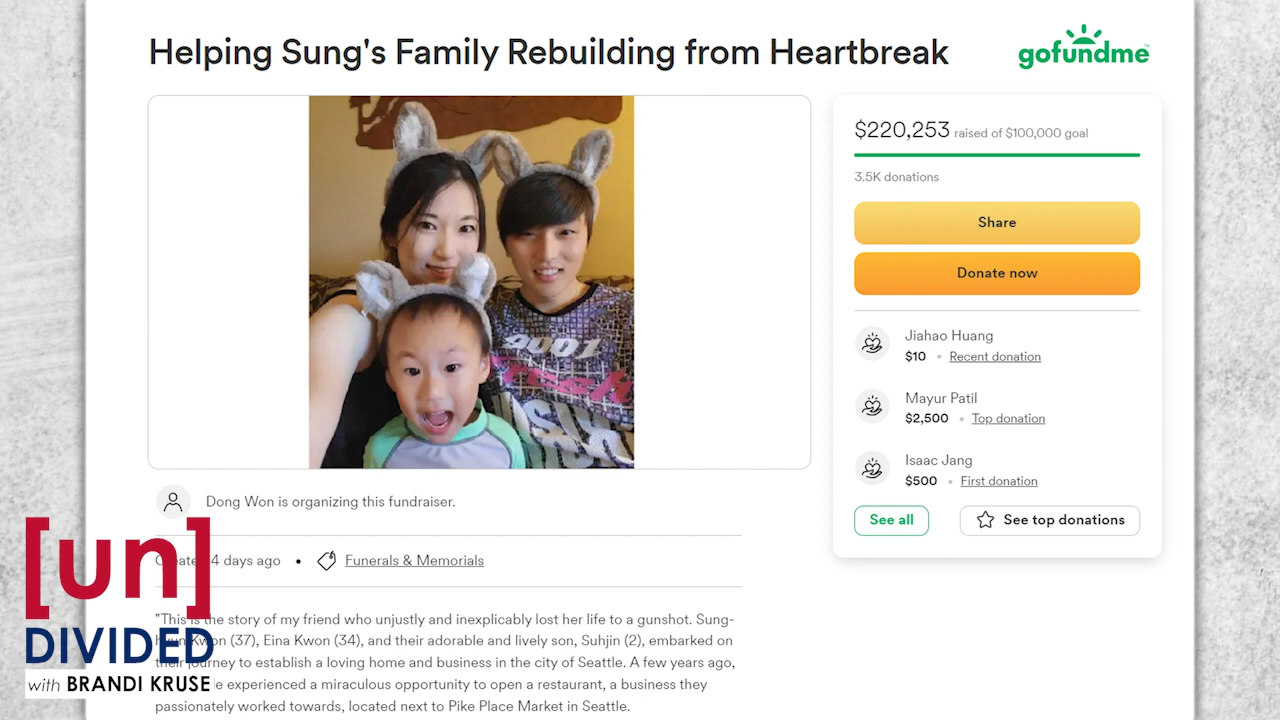 Helping Sung's Family Rebuilding from Heartbreak
gofundme
$220,253 raised of $100,000 goal
3.5K donations
Share
Donate now
Jiahao Huang
$10 • Recent donation
Mayur Patil
$2,500 • Top donation
Isaac Jang
$500 • First donation
See all
See top donations
2001
Dong Won is organizing this fundraiser.
4 days ago • Funerals & Memorials
"This is the story of my friend who unjustly and inexplicably lost her life to a gunshot. Sung-
Kwon (37), Eina Kwon (34), and their adorable and lively son, Suhjin (2), embarked on
their journey to establish a loving home and business in the city of Seattle. A few years ago,
experienced a miraculous opportunity to open a restaurant, a business they
passionately worked towards, located next to Pike Place Market in Seattle.
[un]
DIVIDED
with BRANDI KRUSE